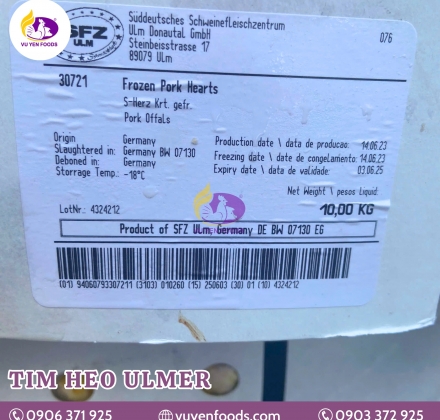 VU YEN FOODS
SFZ
ULM
Süddeutsches Schweinefleischzentrum
ULM Donautal GmbH
Steinbeisstrasse 17
89079 Ulm
076
30721 Frozen Pork Hearts
S-Herz Krt. gefr.
Pork Offals
Origin Germany
Slaughtered in: Germany BW 07130
Deboned in: Germany
Storrage Temp.: -18°C
Production date \ data de producao: 14.06.23
Freezing date \ date de congelamento: 14.06.23
Expiry date \ data de validade: 03.06.25
Net Weight \ pesos Liquid:
LotNr.: 4324212
10,00 KG
Product of SFZ Ulm, Germany DE BW 07130 EG
(01) 94060793307211 (3103) 010260 (15) 250603 (30) 01 (10) 4324212
TIM HEO ULMER
0906 371 925
vuyenfoods.com
0903 372 925